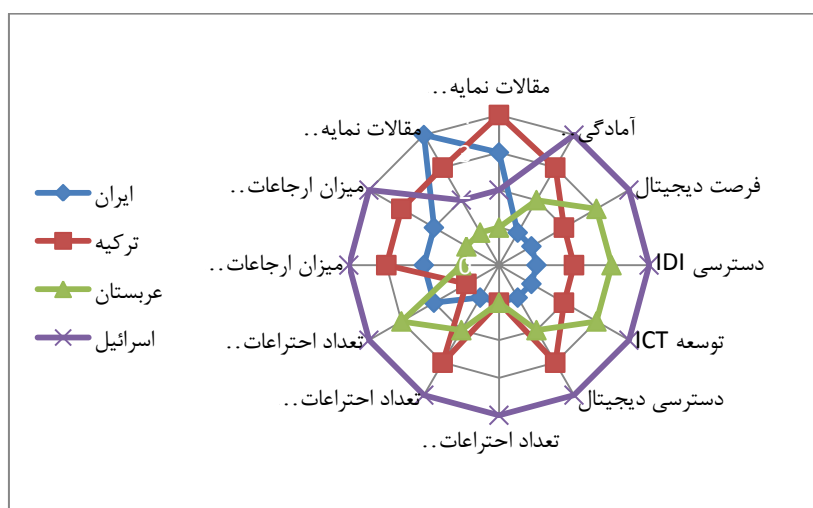 مقالات نمایه..
آمادگی..
فرصت دیجیتال
دسترسی IDI
توسعه ICT
دسترسی دیجیتال
تعداد احتراعات..
تعداد احتراعات..
تعداد احتراعات..
میزان ارجاعات..
میزان ارجاعات..
مقالات نمایه..
ایران
ترکیه
عربستان
اسرائیل